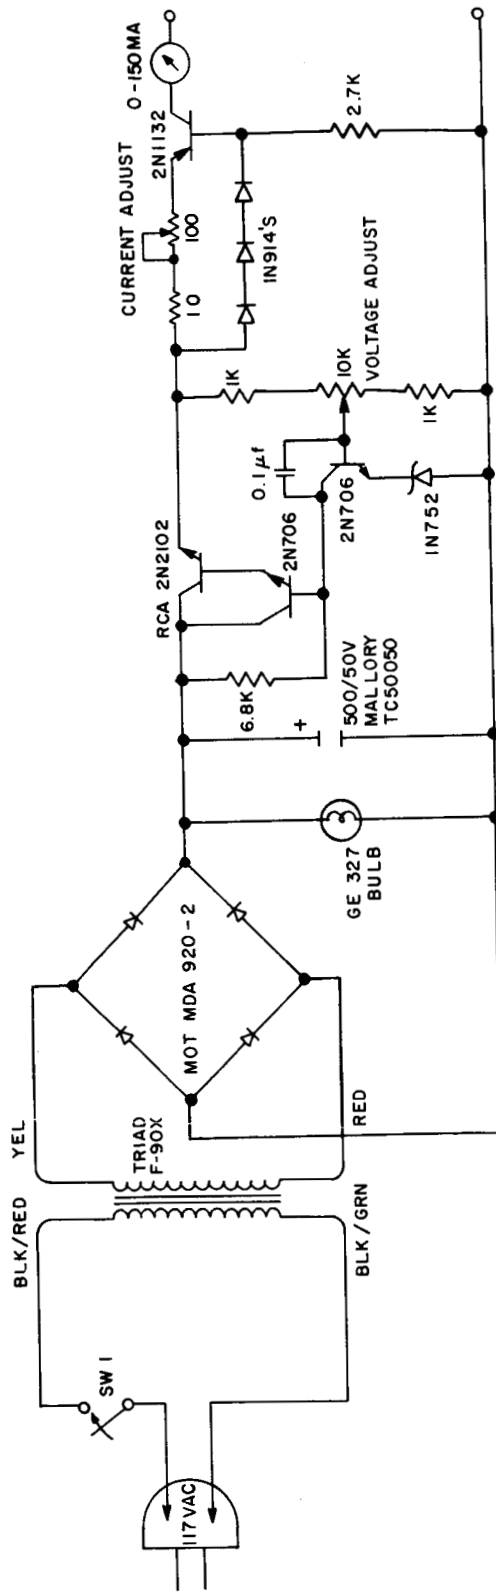 117VAC
SW 1
BLK/RED
BLK/GRN
TRIAD
F-90X
YEL
RED
MOT MDA 920-2
GE 327
BULB
+
500/50V
MALLORY
TC50050
6.8K
RCA 2N2102
2N706
0.1μf
2N706
1N752
1K
10K
VOLTAGE ADJUST
1K
CURRENT ADJUST
10
100
1N914'S
2N1132
0-150MA
2.7K